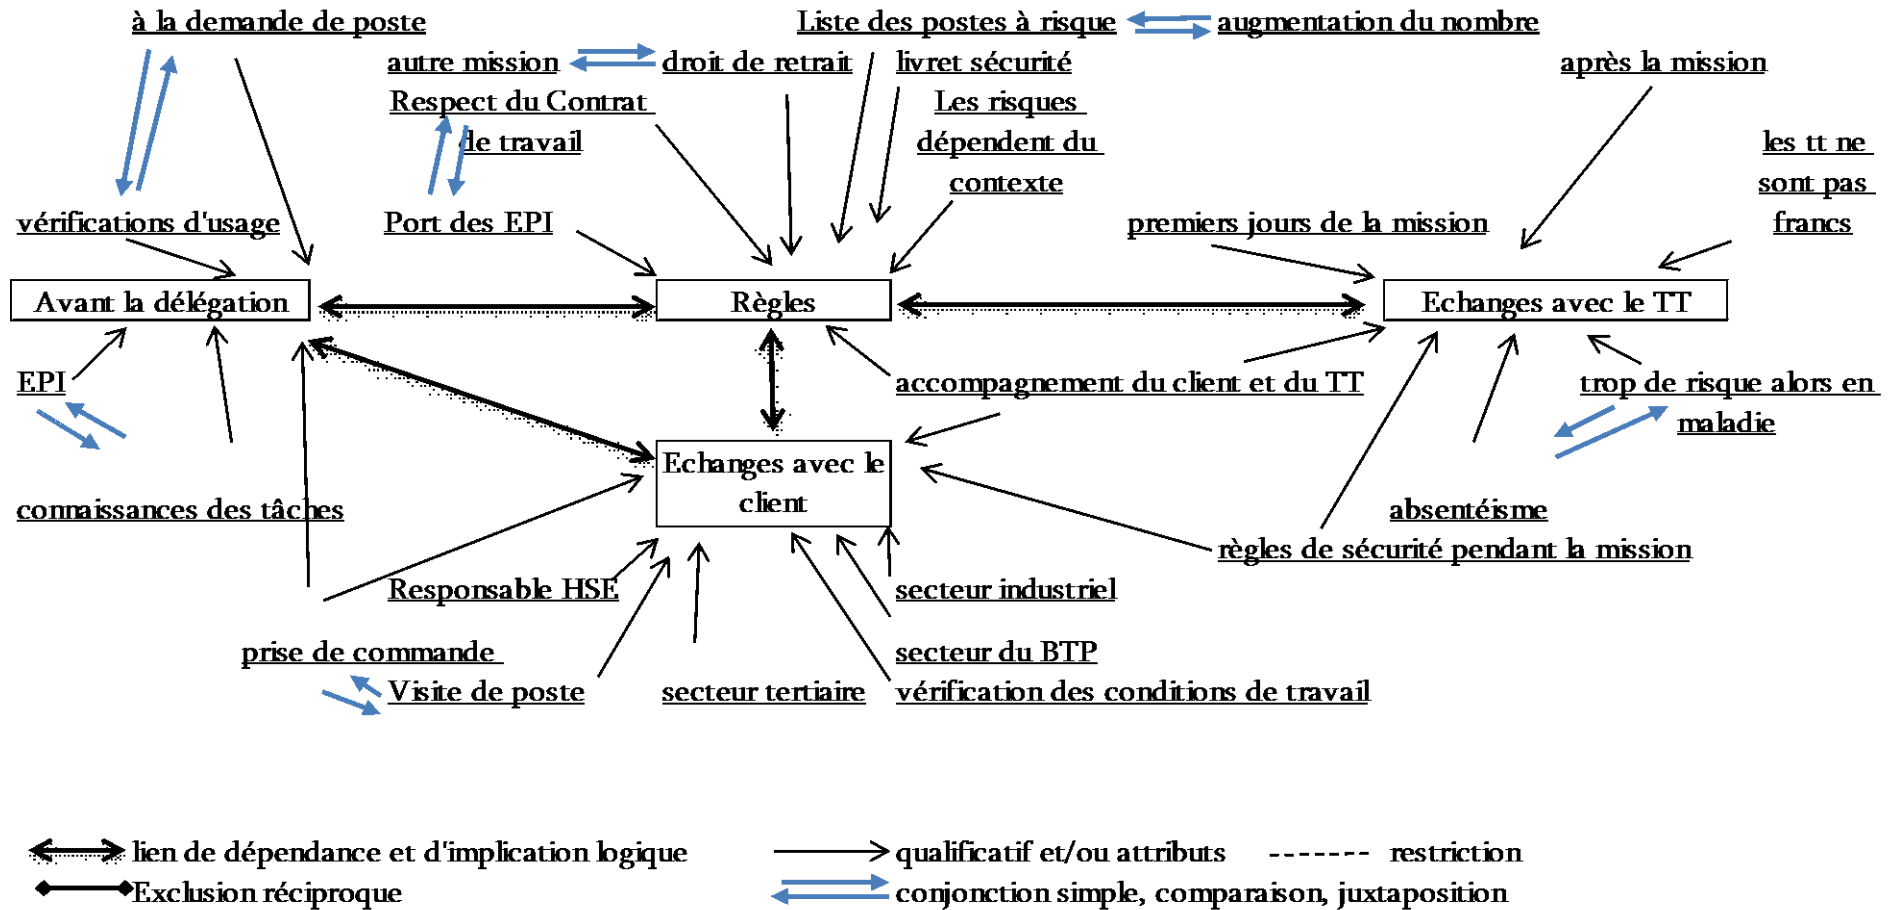 à la demande de poste
Liste des postes à risque
augmentation du nombre
autre mission
droit de retrait
livret sécurité
après la mission
Respect du Contrat
de travail
Les risques
dépendent du
contexte
les tt ne
sont pas
francs
vérifications d'usage
Port des EPI
premiers jours de la mission
Avant la délégation
Règles
Echanges avec le TT
EPI
accompagnement du client et du TT
trop de risque alors en
maladie
Echanges avec le
client
connaissances des tâches
absentéisme
règles de sécurité pendant la mission
Responsable HSE
secteur industriel
prise de commande
secteur du BTP
Visite de poste
secteur tertiaire
vérification des conditions de travail
lien de dépendance et d'implication logique
qualificatif et/ou attributs
restriction
Exclusion réciproque
conjonction simple, comparaison, juxtaposition